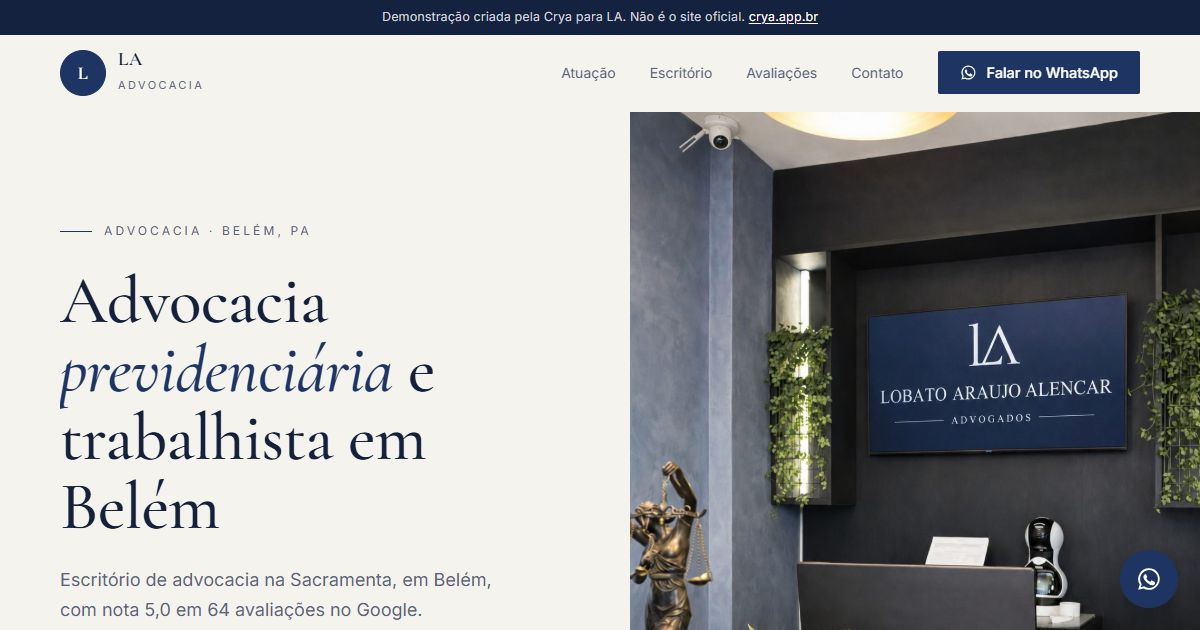 Demonstração criada pela Crya para LA. Não é o site oficial. crya.app.br
L
LA
ADVOCACIA
Atuação
Escritório
Avaliações
Contato
Falar no WhatsApp
ADVOCACIA · BELÉM, PA
Advocacia
previdenciária e
trabalhista em
Belém
Escritório de advocacia na Sacramenta, em Belém,
com nota 5,0 em 64 avaliações no Google.
LA
LOBATO ARAUJO ALENCAR
ADVOGADOS